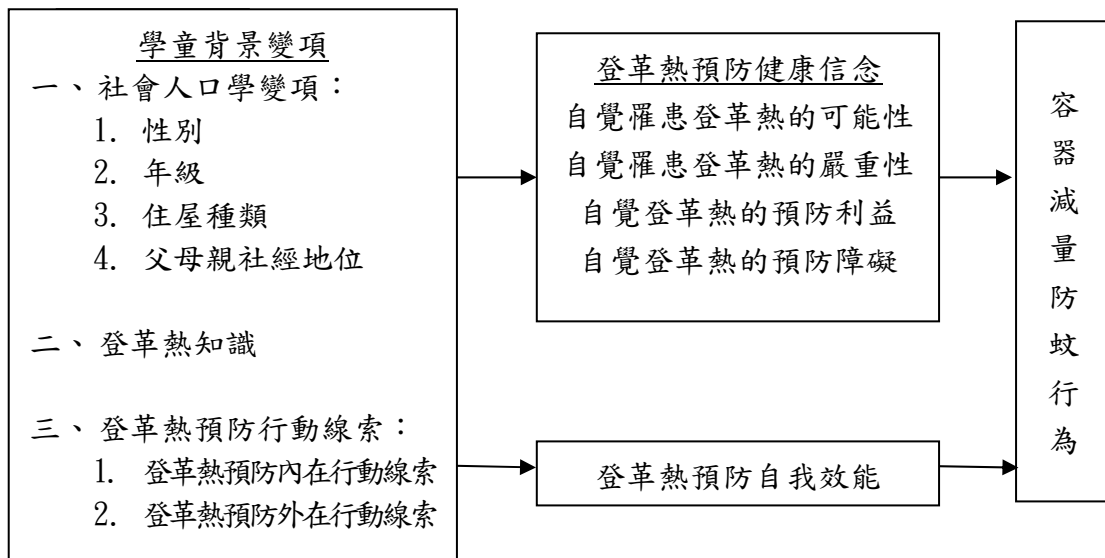 學童背景變項
一、社會人口學變項：
1. 性別
2. 年級
3. 住屋種類
4. 父母親社經地位
二、登革熱知識
三、登革熱預防行動線索：
1. 登革熱預防內在行動線索
2. 登革熱預防外在行動線索
登革熱預防健康信念
自覺罹患登革熱的可能性
自覺罹患登革熱的嚴重性
自覺登革熱的預防利益
自覺登革熱的預防障礙
登革熱預防自我效能
容器減量防蚊行為